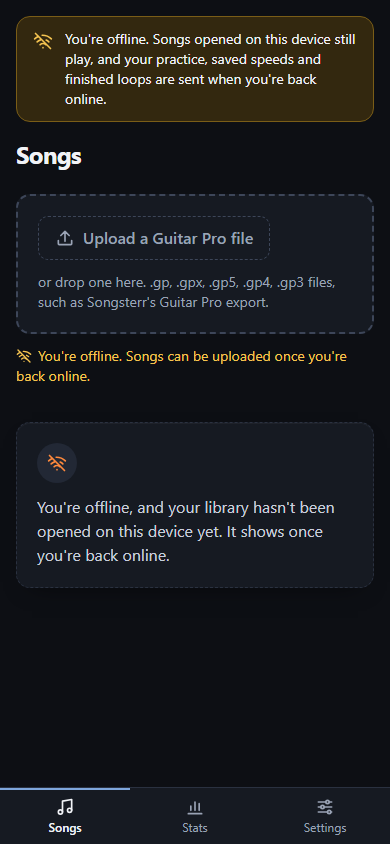 You're offline. Songs opened on this device still
play, and your practice, saved speeds and
finished loops are sent when you're back
online.
Songs
Upload a Guitar Pro file
or drop one here. .gp, .gpx, .gp5, .gp4, .gp3 files,
such as Songsterr's Guitar Pro export.
You're offline. Songs can be uploaded once you're
back online.
You're offline, and your library hasn't been
opened on this device yet. It shows once
you're back online.
Songs
Stats
Settings